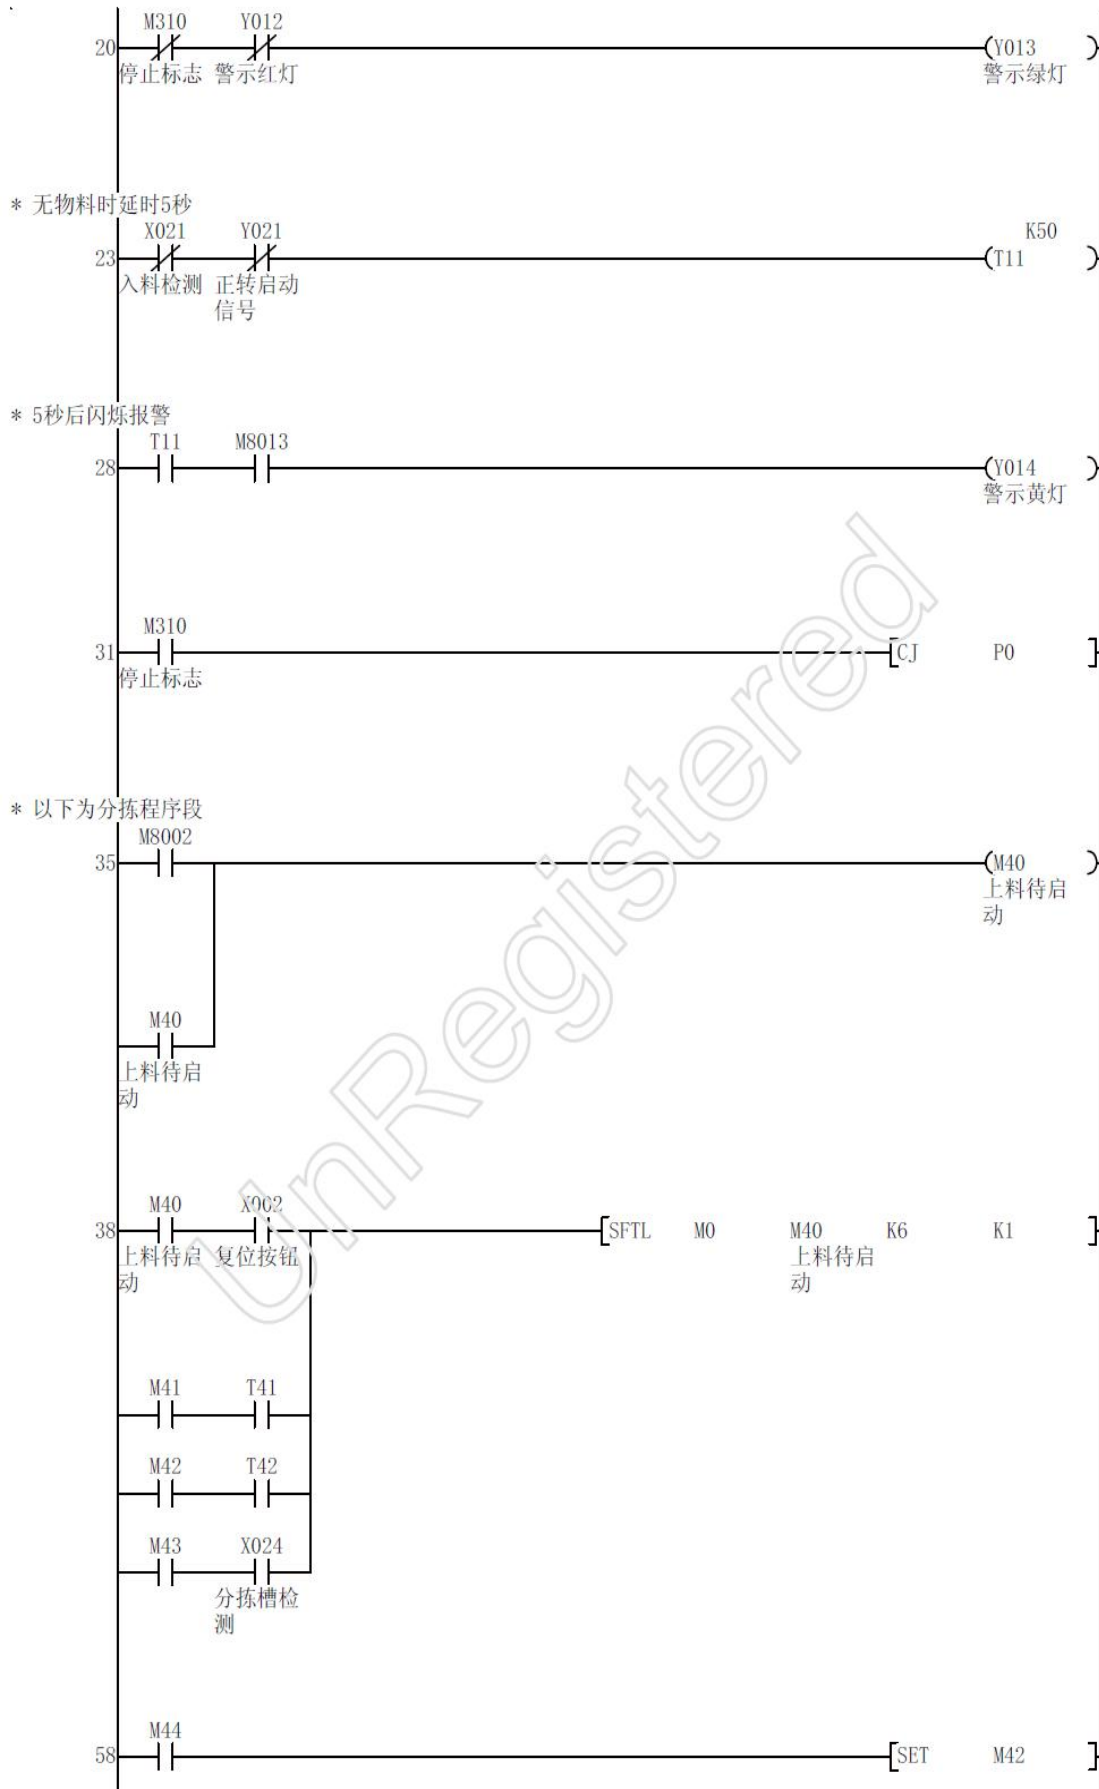 M310 Y012
20 (Y013 )
停止标志 警示红灯 警示绿灯
* 无物料时延时5秒
X021 Y021 K50
23 (T11 )
入料检测 正转启动
信号
* 5秒后闪烁报警
T11 M8013
28 (Y014 )
警示黄灯
M310
31 [CJ P0 ]
停止标志
* 以下为分拣程序段
M8002
35 (M40 )
上料待启
动
M40
上料待启
动
M40 X002
38 [SFTL M0 M40 K6 K1 ]
上料待启 复位按钮 上料待启
动 动
M41 T41
M42 T42
M43 X024
分拣槽检
测
M44
58 [SET M42 ]
UnRegistered